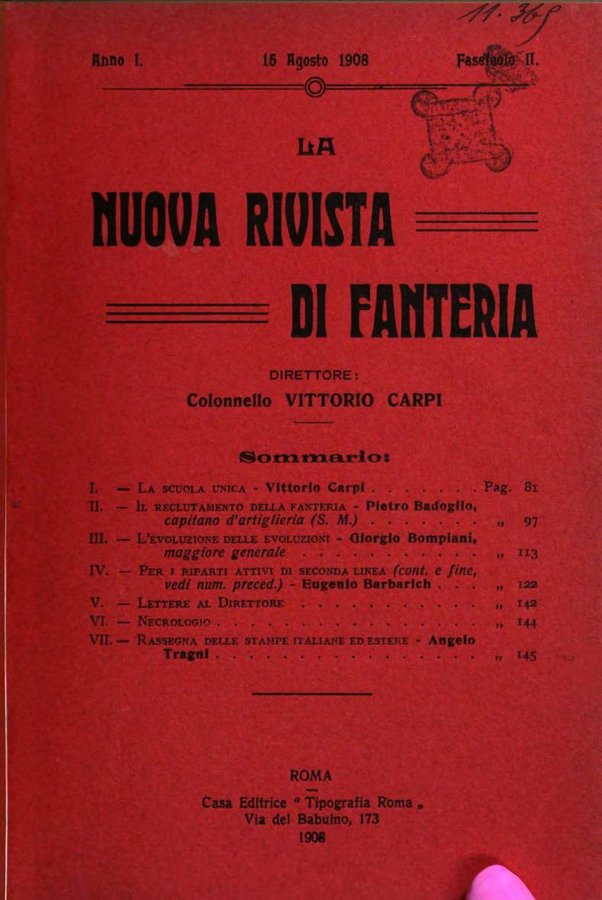 11.369
Anno I. 15 Agosto 1908 Fascicolo II.
LA
NUOVA RIVISTA
DI FANTERIA
DIRETTORE:
Colonnello VITTORIO CARPI
Sommario:
I. — La scuola unica - Vittorio Carpi . . . . . . . Pag. 81
II. — Il reclutamento della fanteria - Pietro Badoglio,
capitano d'artiglieria (S. M.) . . . . . . . „ 97
III. — L'evoluzione delle evoluzioni - Giorgio Bompiani,
maggiore generale . . . . . . . . . . . „ 113
IV. — Per i riparti attivi di seconda linea (cont. e fine,
vedi num. preced.) - Eugenio Barbarich . . . „ 122
V. — Lettere al Direttore . . . . . . . . . . . „ 142
VI. — Necrologio . . . . . . . . . . . . . . . . „ 144
VII. — Rassegna delle stampe italiane ed estere - Angelo
Tragni . . . . . . . . . . . . . . . . „ 145
ROMA
Casa Editrice “ Tipografia Roma „
Via del Babuino, 173
1908